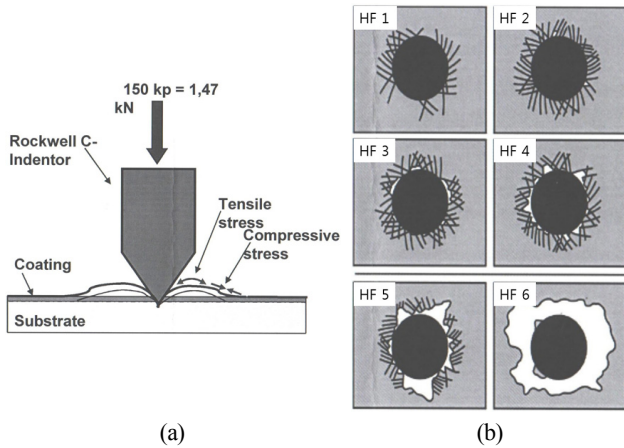 150 kp = 1,47
kN
Rockwell C-
Indentor
Tensile
stress
Compressive
stress
Coating
Substrate
(a)
HF 1
HF 2
HF 3
HF 4
HF 5
HF 6
(b)